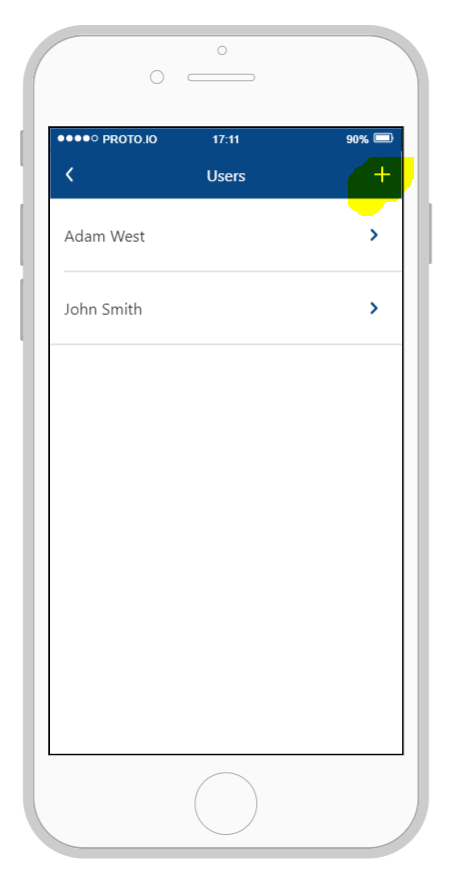 PROTO.IO 17:11 90%
Users +
Adam West
John Smith